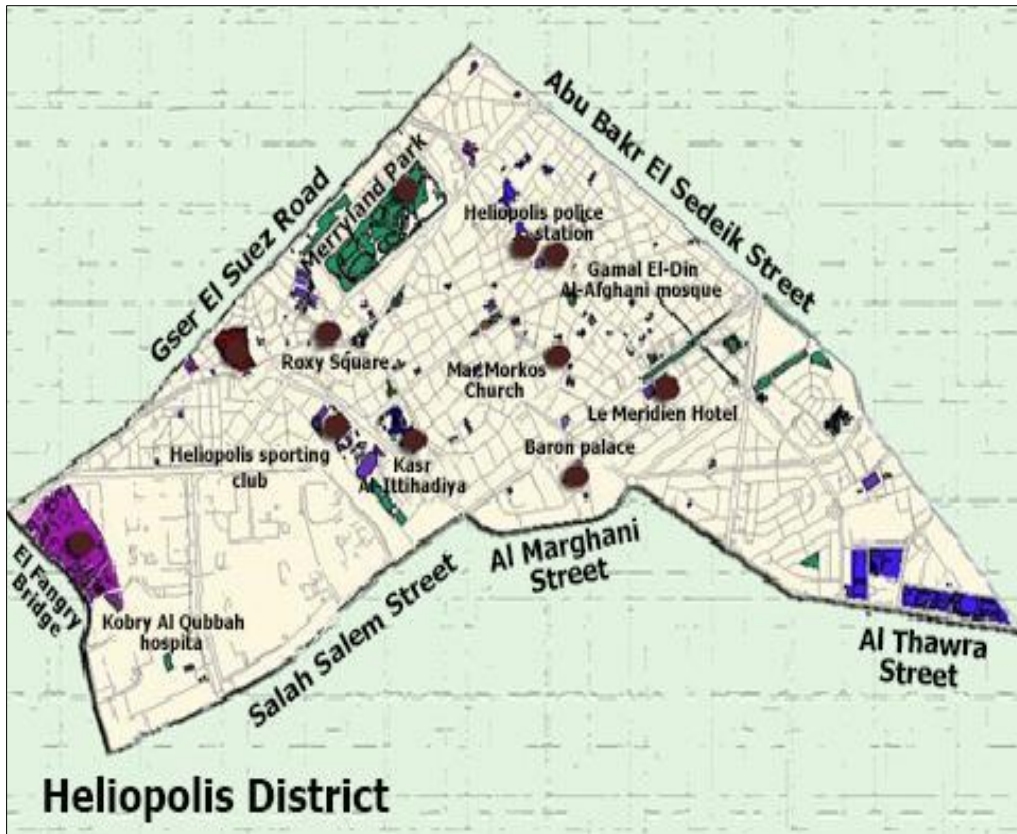 Abu Bakr El Sedeik Street
Gser El Suez Road
Merryland Park
Heliopolis police
station
Gamal El-Din
Al-Afghani mosque
Roxy Square
Mar Morkos
Church
Le Meridien Hotel
Heliopolis sporting
club
Kasr
Al-Ittihadiya
Baron palace
El Fangry
Bridge
Kobry Al Qubbah
hospita
Salah Salem Street
Al Marghani
Street
Al Thawra
Street
Heliopolis District